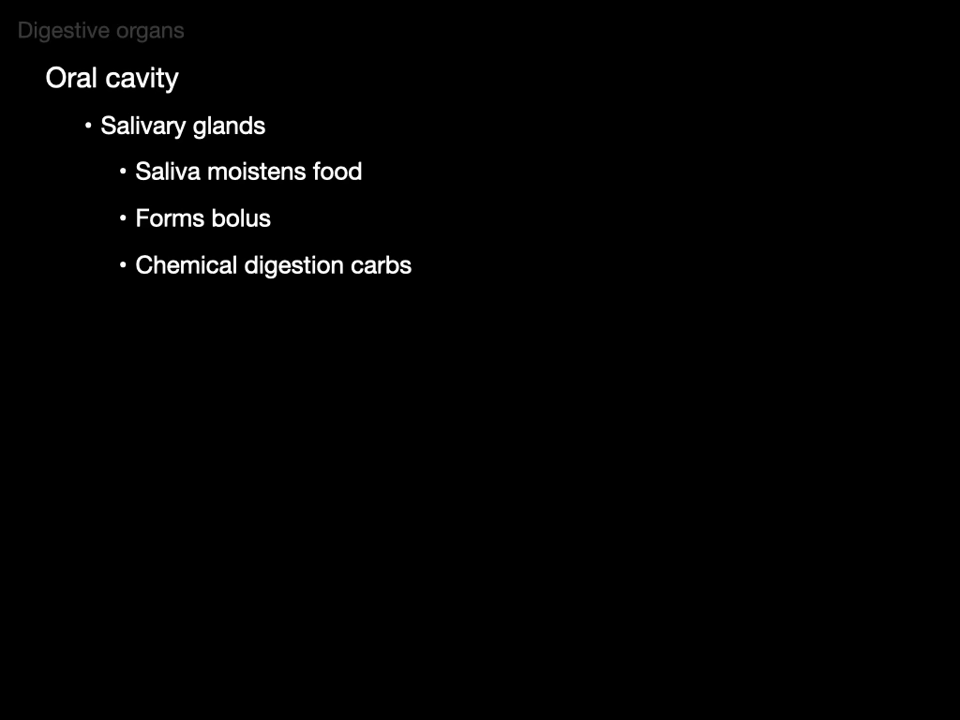 Digestive organs
Oral cavity
• Salivary glands
• Saliva moistens food
• Forms bolus
• Chemical digestion carbs